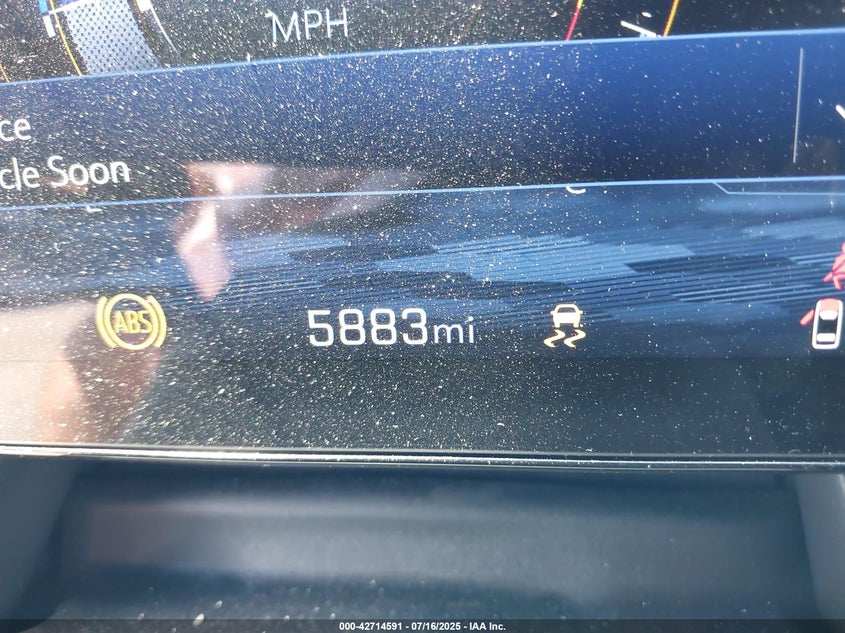 MPH
ce
cle Soon
ABS
5883mi
000-42714591 - 07/16/2025 - IAA Inc.